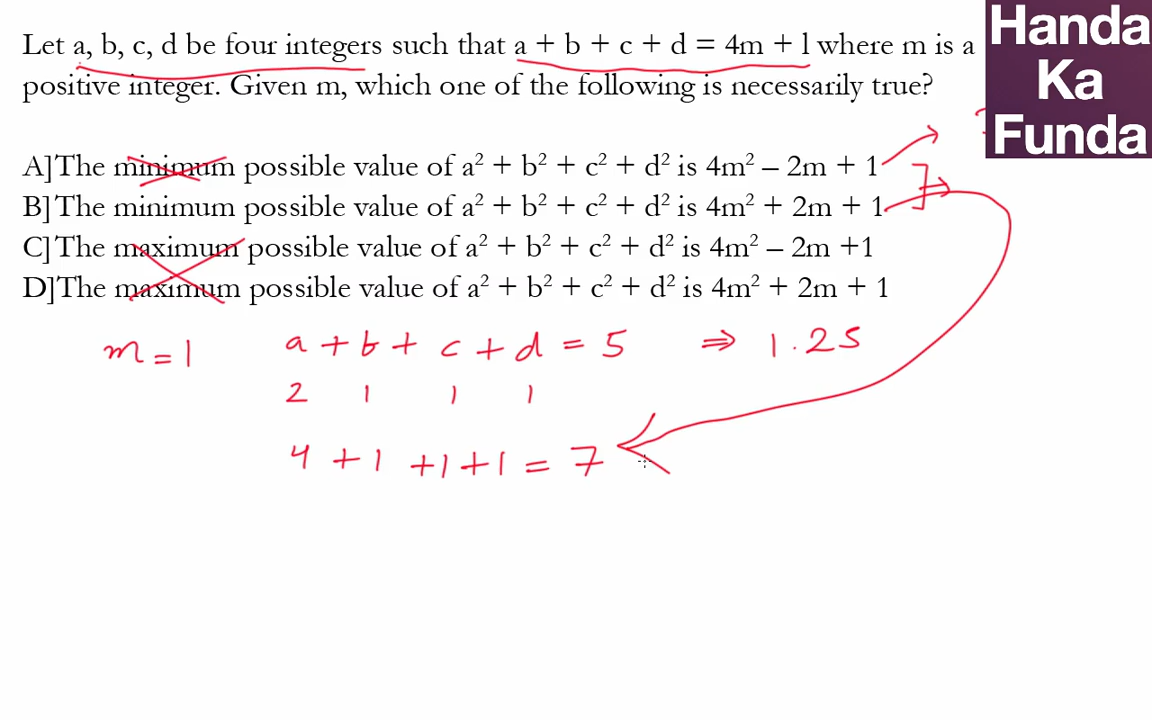 Let a, b, c, d be four integers such that a + b + c + d = 4m + 1 where m is a
positive integer. Given m, which one of the following is necessarily true?
Handa
Ka
Funda
A]The minimum possible value of a² + b² + c² + d² is 4m² – 2m + 1
B]The minimum possible value of a² + b² + c² + d² is 4m² + 2m + 1
C]The maximum possible value of a² + b² + c² + d² is 4m² – 2m +1
D]The maximum possible value of a² + b² + c² + d² is 4m² + 2m + 1
m = 1 a + b + c + d = 5 ⇒ 1.25
2 1 1 1
4 + 1 + 1 + 1 = 7
7